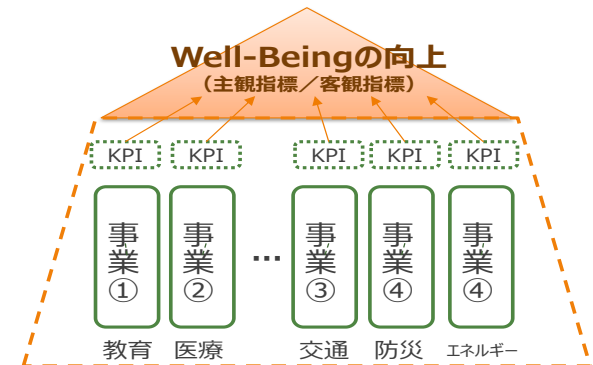 Well-Beingの向上
(主観指標／客観指標)
KPI KPI KPI KPI KPI
事業① 事業② … 事業③ 事業④ 事業④
教育 医療 交通 防災 エネルギー